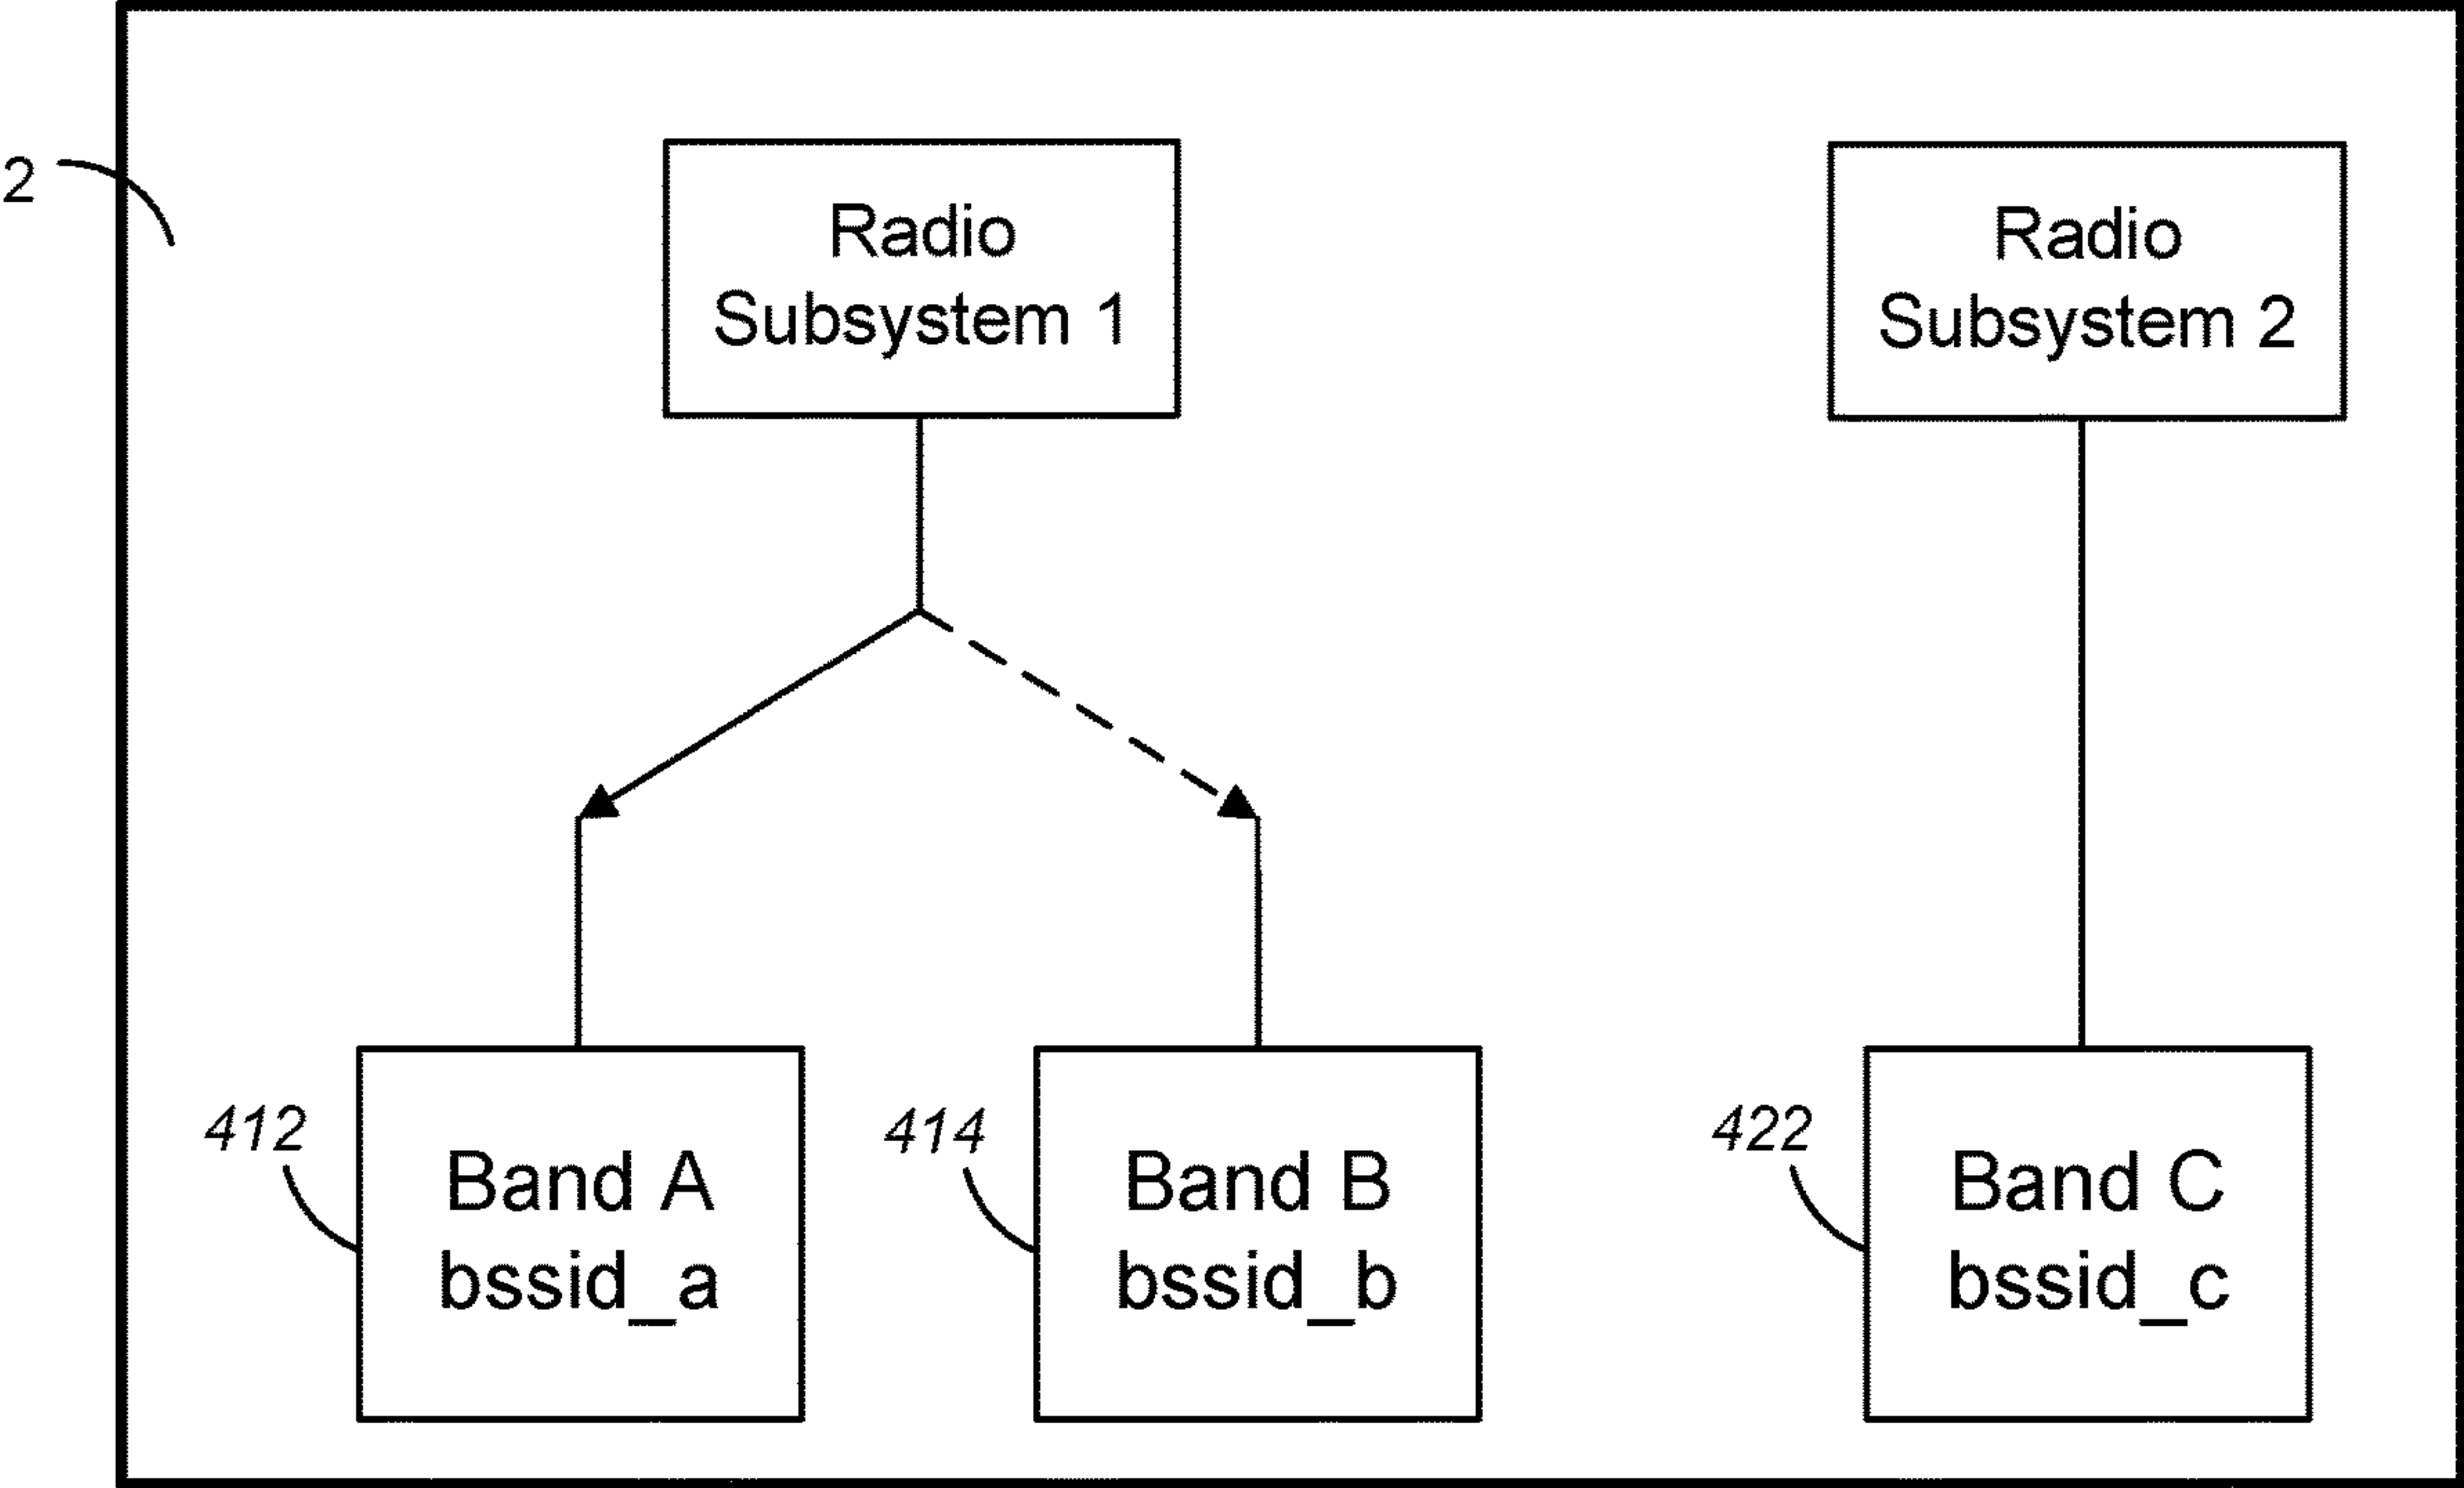 2
Radio
Subsystem 1
Radio
Subsystem 2
412
Band A
bssid_a
414
Band B
bssid_b
422
Band C
bssid_c